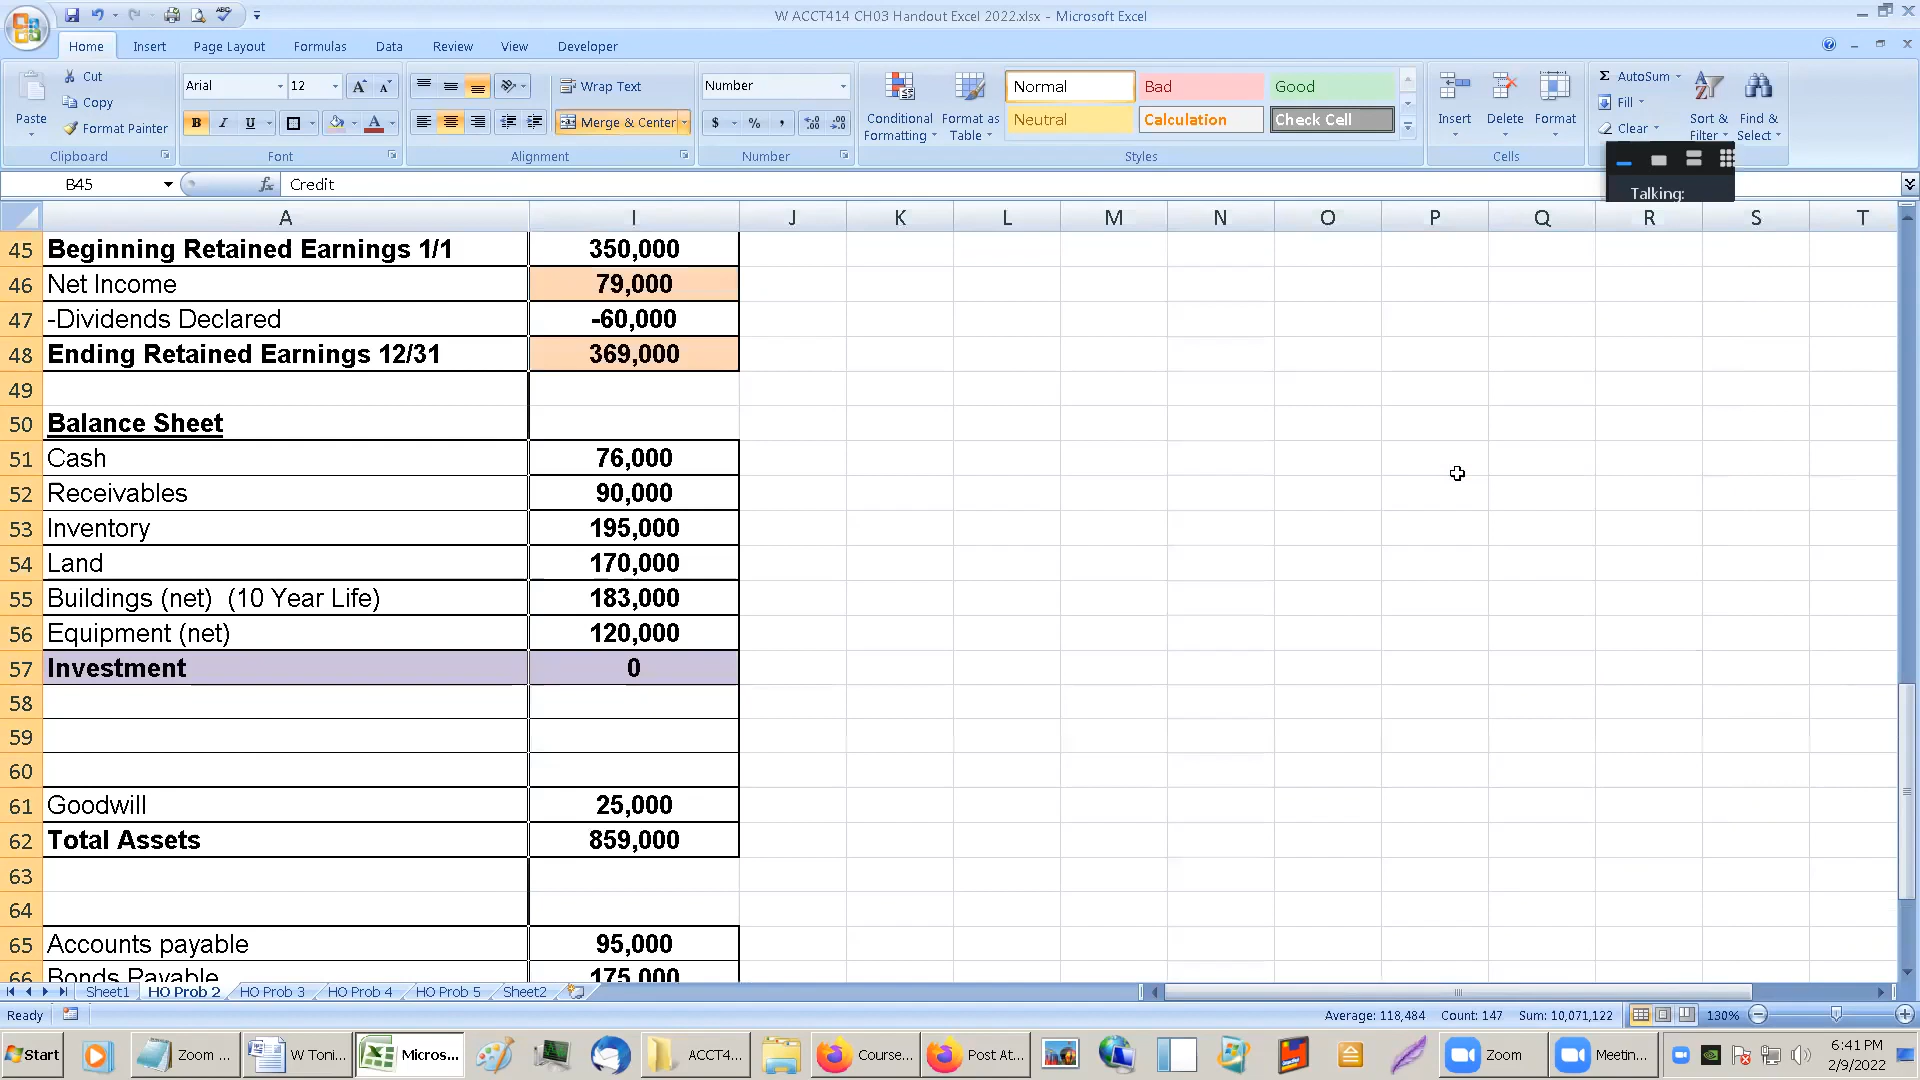 W ACCT414 CH03 Handout Excel 2022.xlsx - Microsoft Excel
Home Insert Page Layout Formulas Data Review View Developer
Paste
Cut
Copy
Format Painter
Clipboard
Arial 12
B I U A
Font
Wrap Text
Merge & Center
Alignment
Number
$ % ,
Number
Conditional Formatting
Format as Table
Normal Bad Good
Neutral Calculation Check Cell
Styles
Insert Delete Format
Cells
Σ AutoSum
Fill
Clear
Sort & Filter
Find & Select
Talking:
B45 fx Credit
A I J K L M N O P Q R S T
45 Beginning Retained Earnings 1/1 350,000
46 Net Income 79,000
47 -Dividends Declared -60,000
48 Ending Retained Earnings 12/31 369,000
49
50 Balance Sheet
51 Cash 76,000
52 Receivables 90,000
53 Inventory 195,000
54 Land 170,000
55 Buildings (net) (10 Year Life) 183,000
56 Equipment (net) 120,000
57 Investment 0
58
59
60
61 Goodwill 25,000
62 Total Assets 859,000
63
64
65 Accounts payable 95,000
66 Bonds Payable 175,000
Sheet1 HO Prob 2 HO Prob 3 HO Prob 4 HO Prob 5 Sheet2
Ready Average: 118,484 Count: 147 Sum: 10,071,122 130%
Start Zoom ... W Toni... Micros... ACCT4... Course... Post At... Zoom Meetin... 6:41 PM
2/9/2022